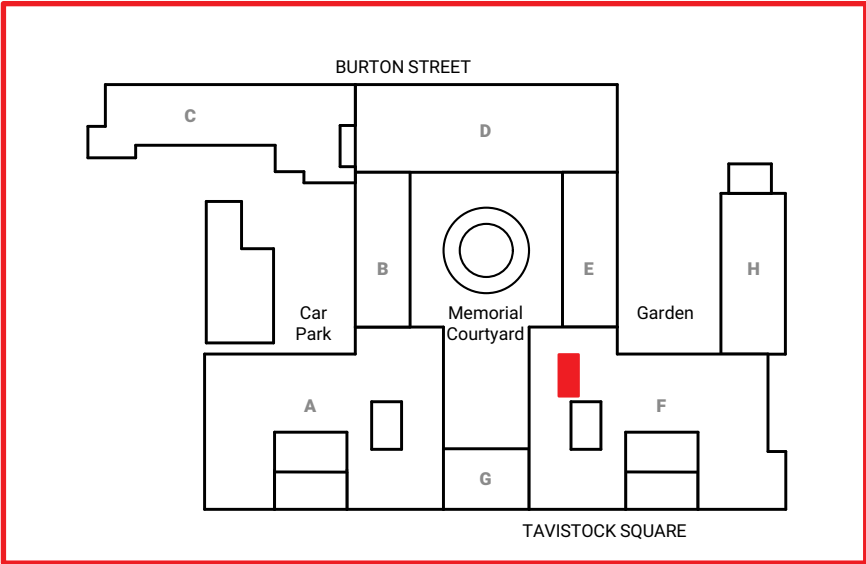 BURTON STREET
C
D
B
E
H
Car
Park
Memorial
Courtyard
Garden
A
F
G
TAVISTOCK SQUARE